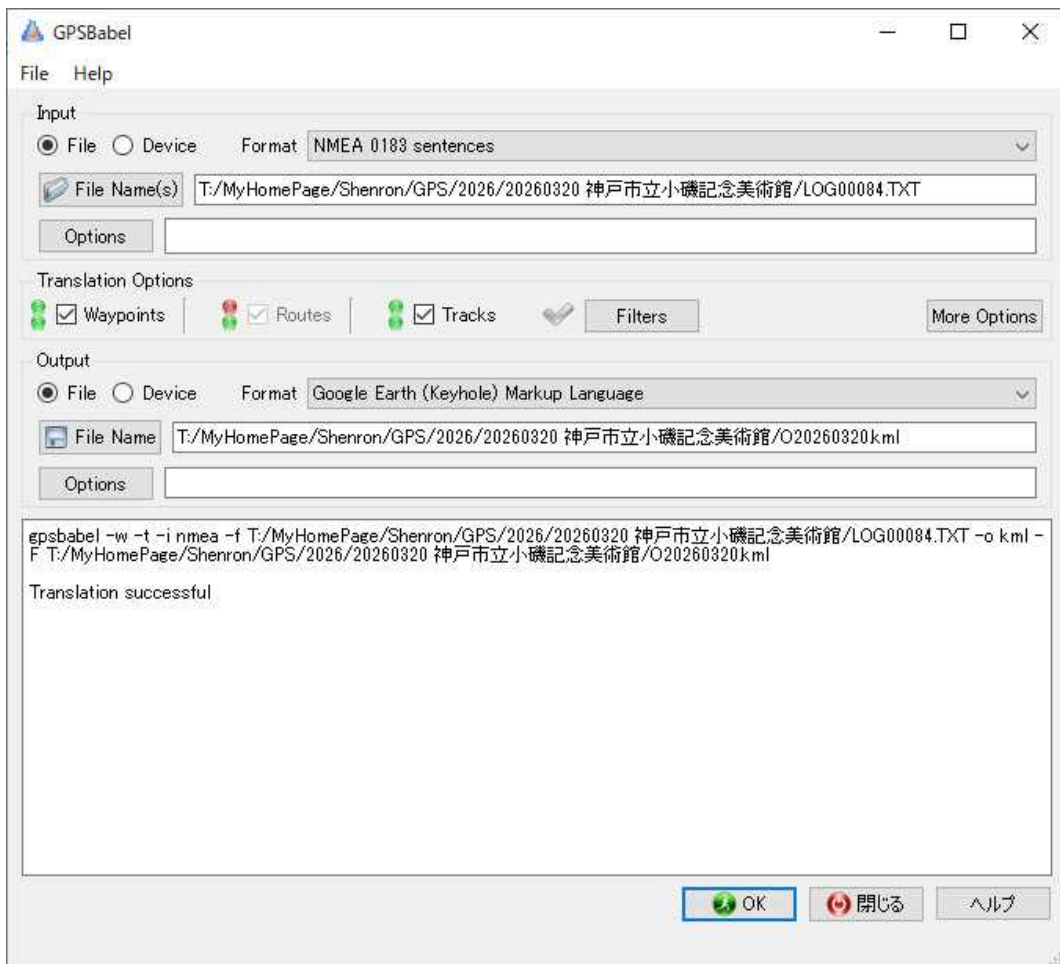 GPSBabel
File Help
Input
File Device Format NMEA 0183 sentences
File Name(s) T:/MyHomePage/Shenron/GPS/2026/20260320 神戸市立小磯記念美術館/LOG00084.TXT
Options
Translation Options
Waypoints Routes Tracks Filters More Options
Output
File Device Format Google Earth (Keyhole) Markup Language
File Name T:/MyHomePage/Shenron/GPS/2026/20260320 神戸市立小磯記念美術館/O20260320kml
Options
gpsbabel -w -t -i nmea -f T:/MyHomePage/Shenron/GPS/2026/20260320 神戸市立小磯記念美術館/LOG00084.TXT -o kml -
F T:/MyHomePage/Shenron/GPS/2026/20260320 神戸市立小磯記念美術館/O20260320kml
Translation successful
OK 閉じる ヘルプ